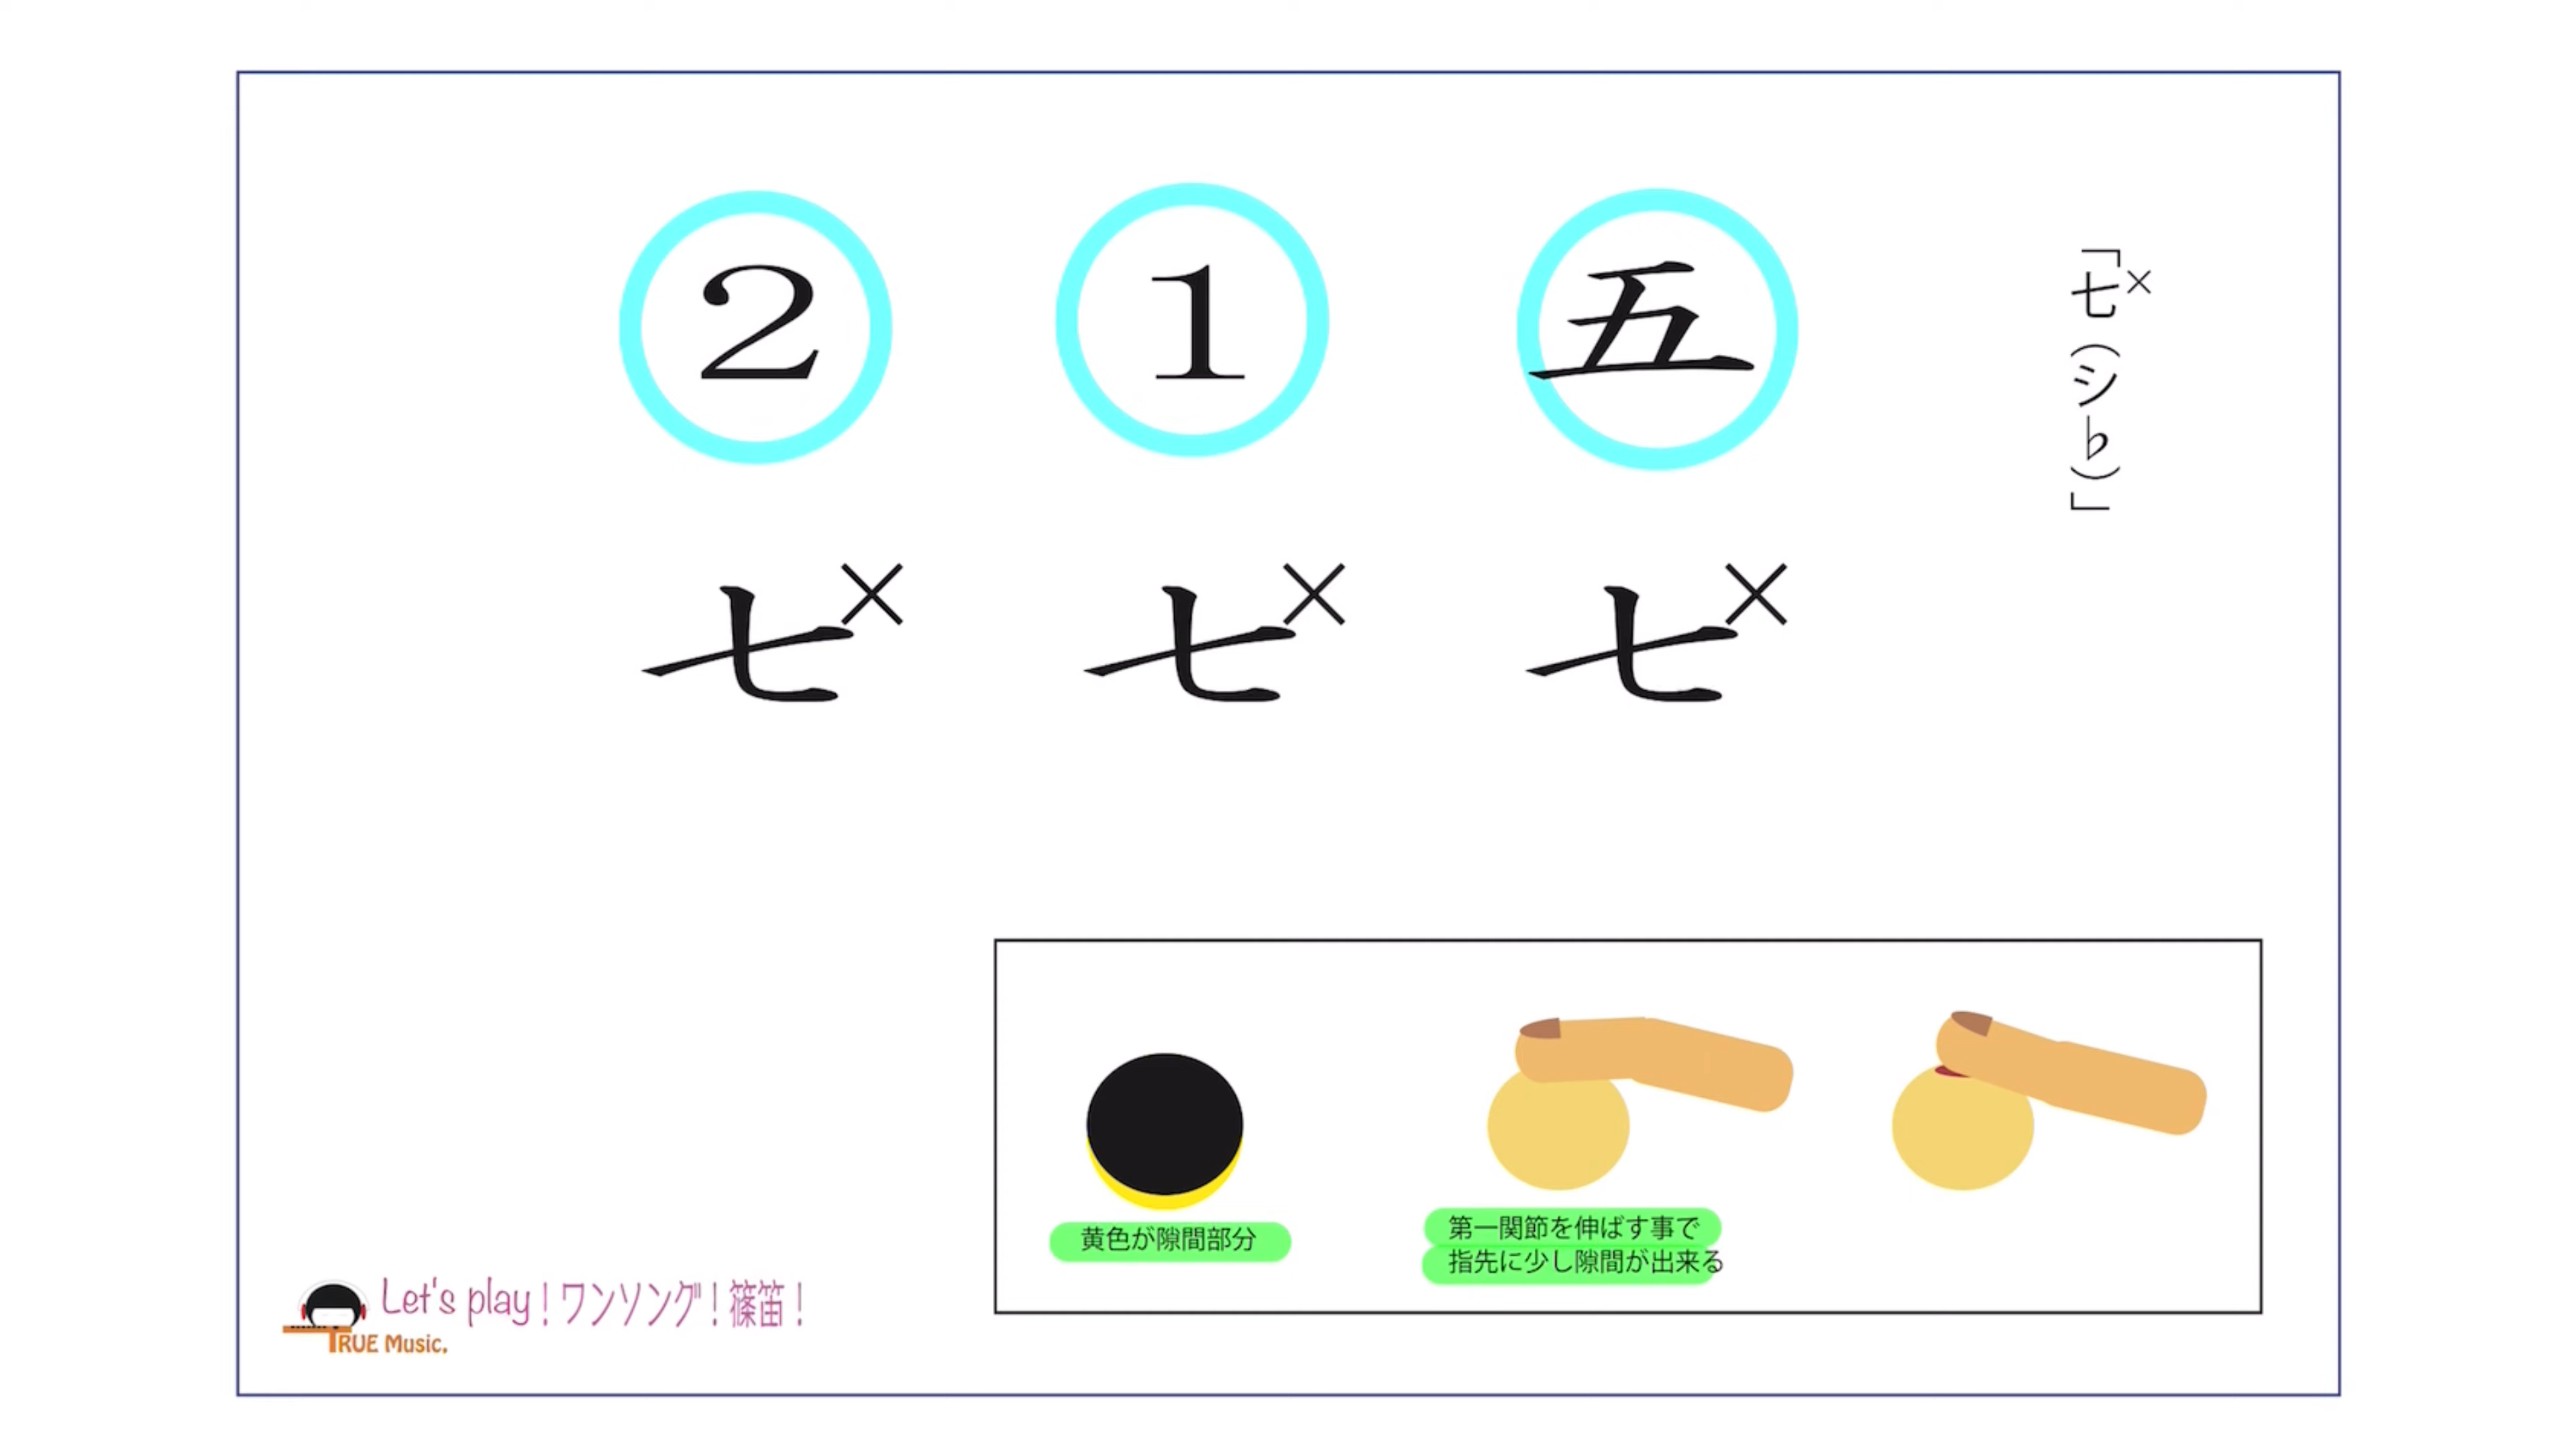 「七×（シ♭）」
五
七×
1
七×
2
七×
黄色が隙間部分
第一関節を伸ばす事で
指先に少し隙間が出来る
Let's play！ワンソング！篠笛！
TRUE Music.